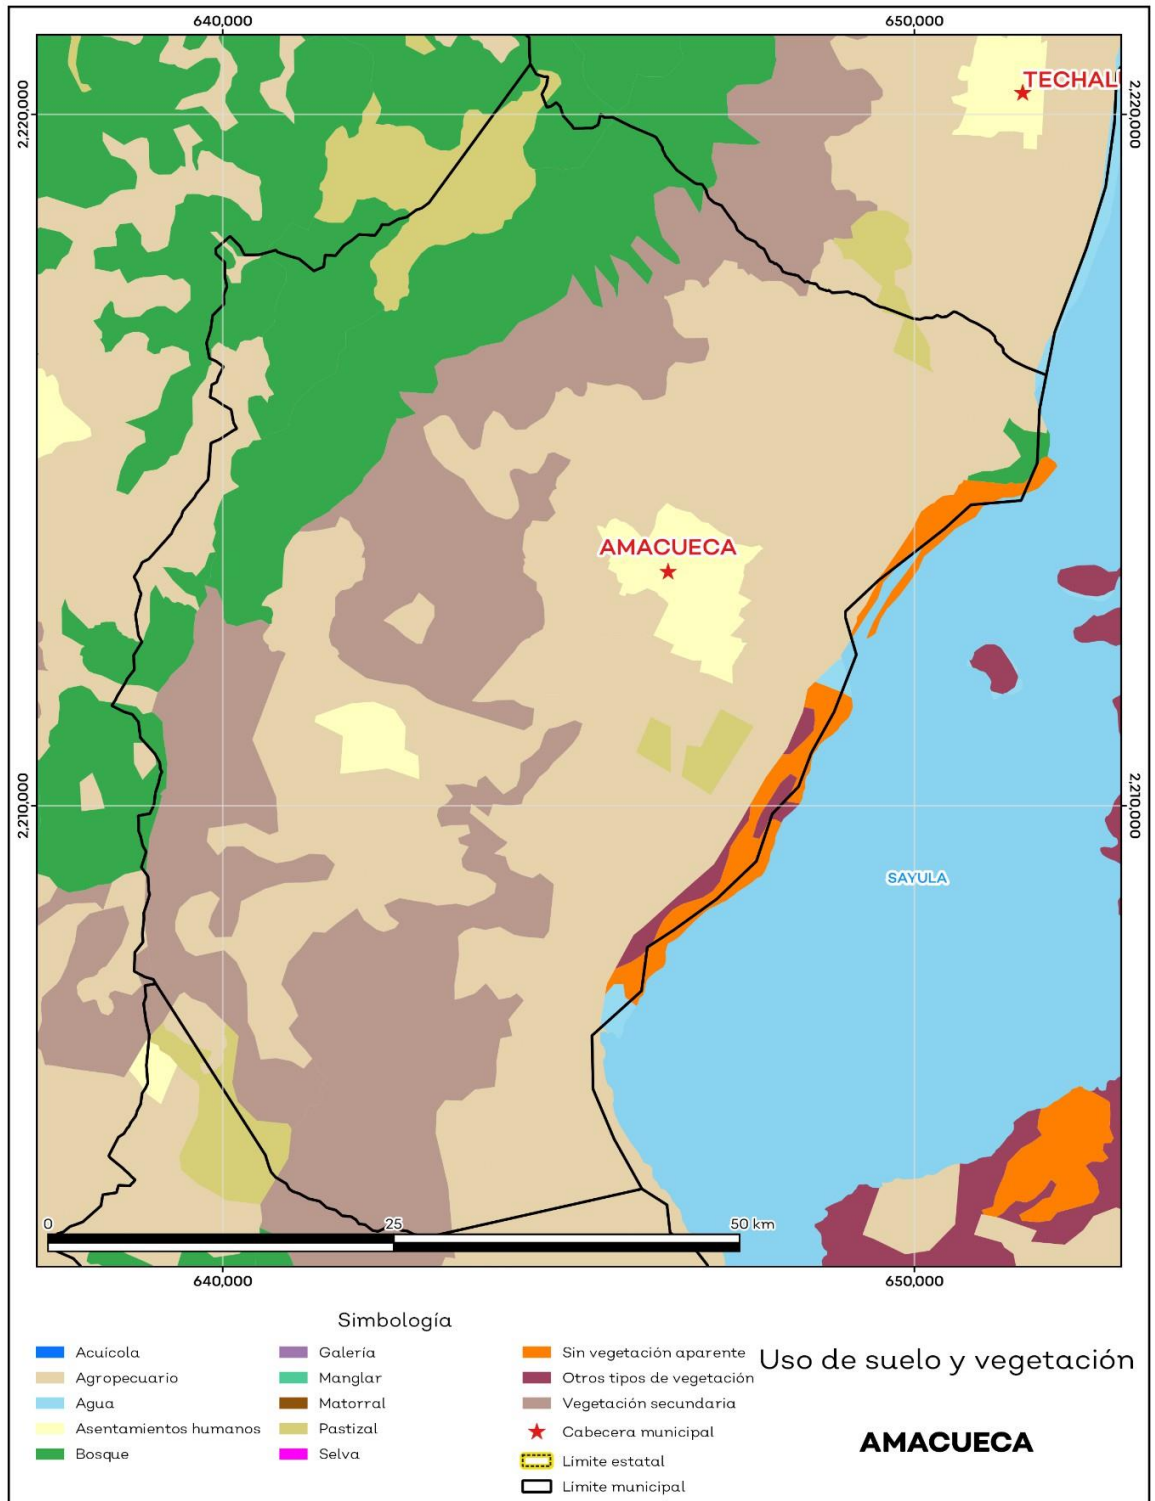 640,000 650,000
TECHAL
2,220,000 2,220,000
AMACUECA
2,210,000 2,210,000
SAYULA
0 25 50 km
640,000 650,000
Simbología
Acuícola
Agropecuario
Agua
Asentamientos humanos
Bosque
Galería
Manglar
Matorral
Pastizal
Selva
Sin vegetación aparente
Otros tipos de vegetación
Vegetación secundaria
Cabecera municipal
Límite estatal
Límite municipal
Uso de suelo y vegetación
AMACUECA